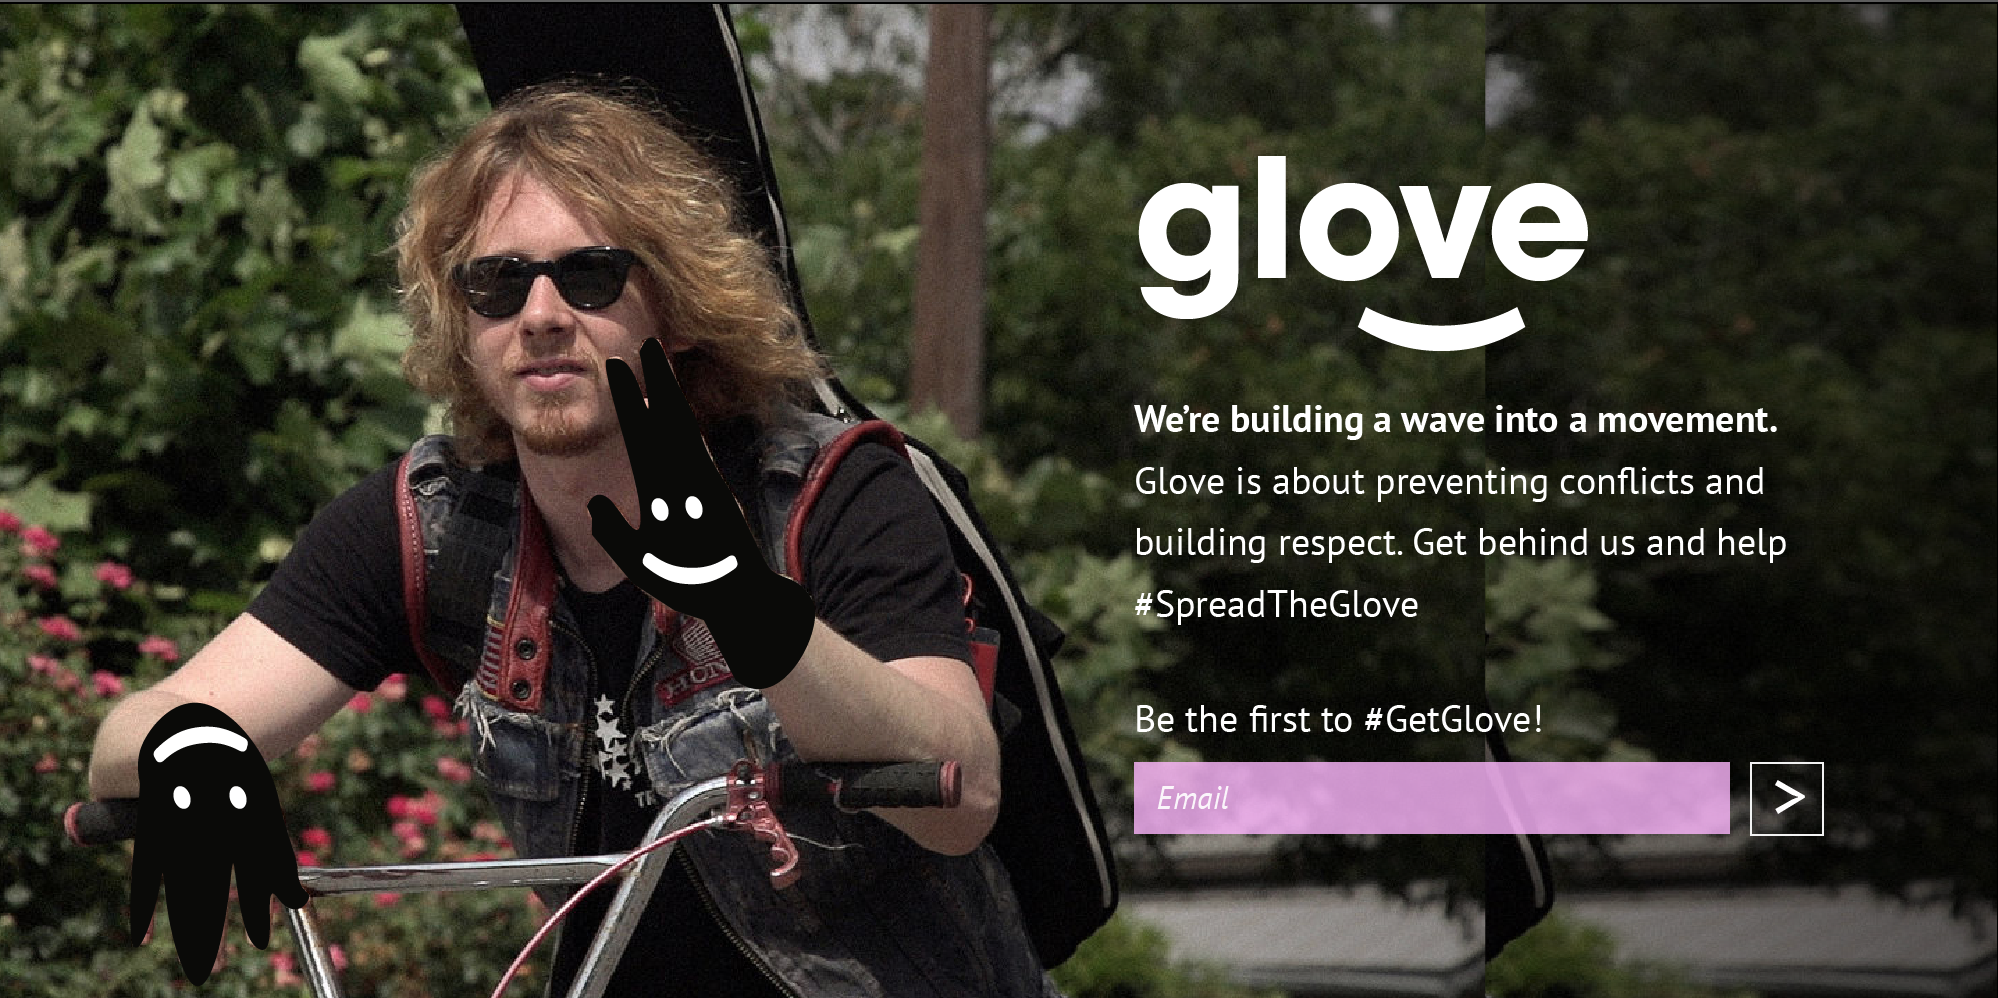 glove
We're building a wave into a movement.
Glove is about preventing conflicts and
building respect. Get behind us and help
#SpreadTheGlove
Be the first to #GetGlove!
Email
>
HON